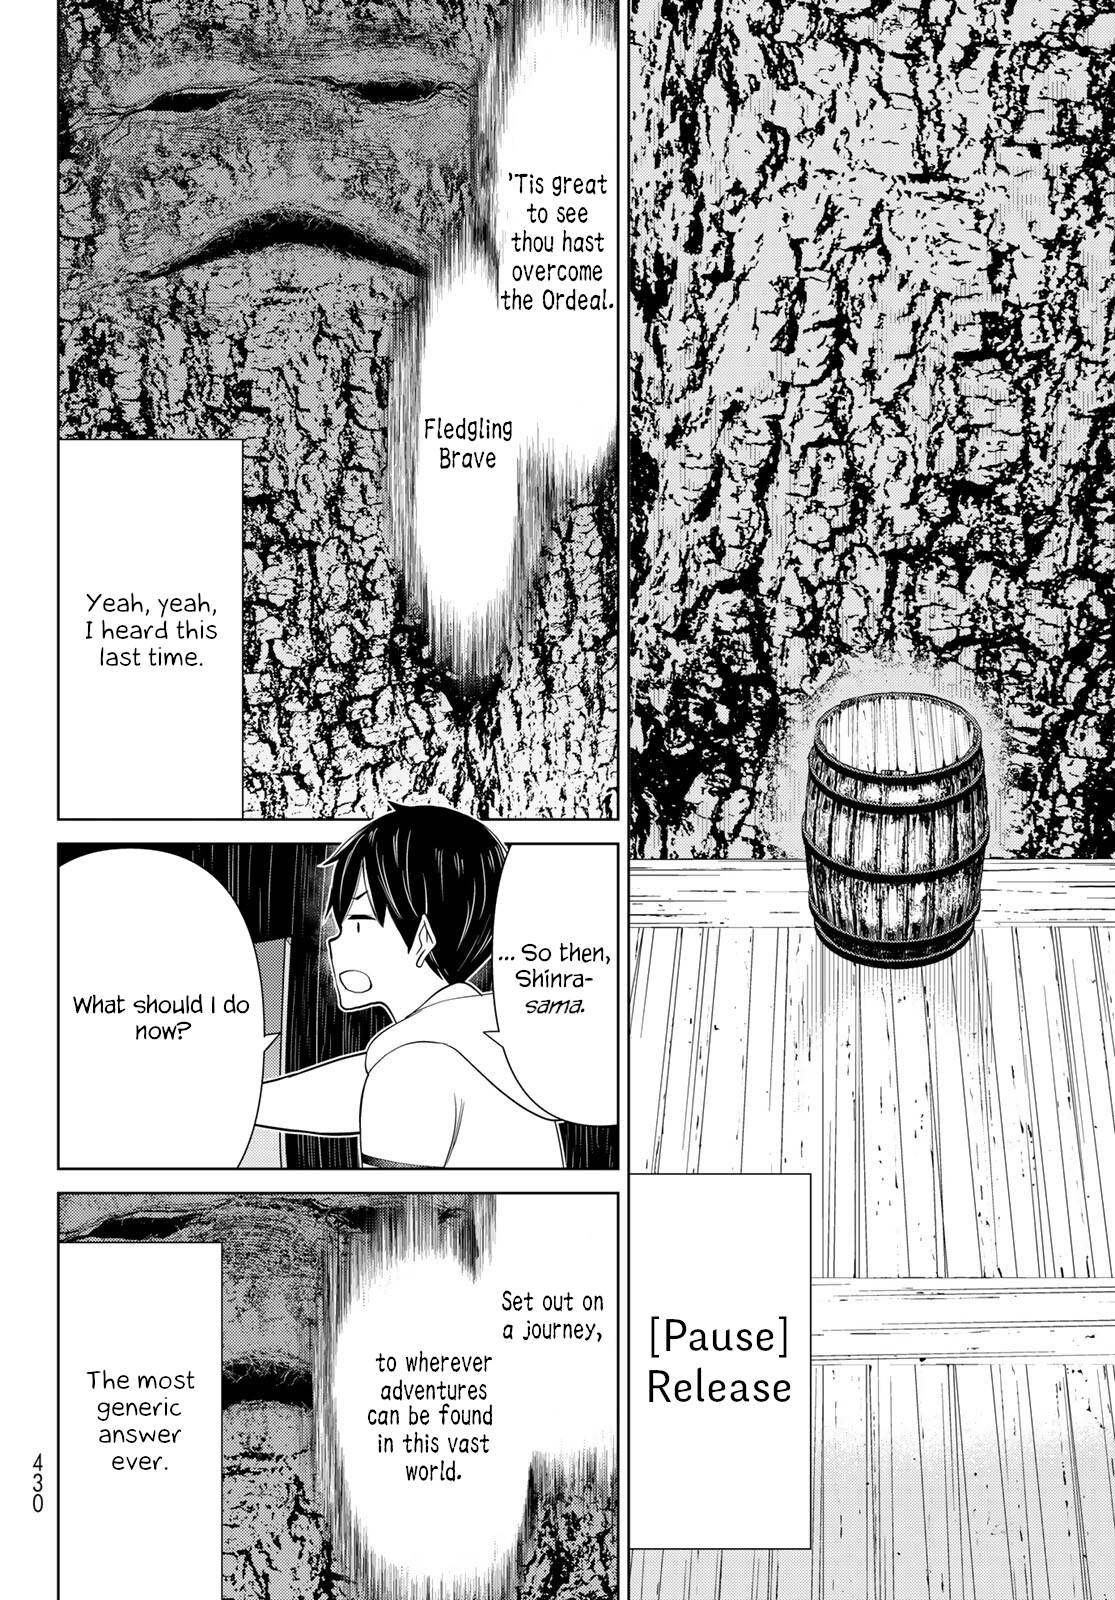 [Pause]
Release
'Tis great
to see
thou hast
overcome
the Ordeal.
Fledgling
Brave
Yeah, yeah,
I heard this
last time.
... So then,
Shinra-
sama.
What should I do
now?
Set out on
a journey,
to wherever
adventures
can be found
in this vast
world.
The most
generic
answer
ever.
430